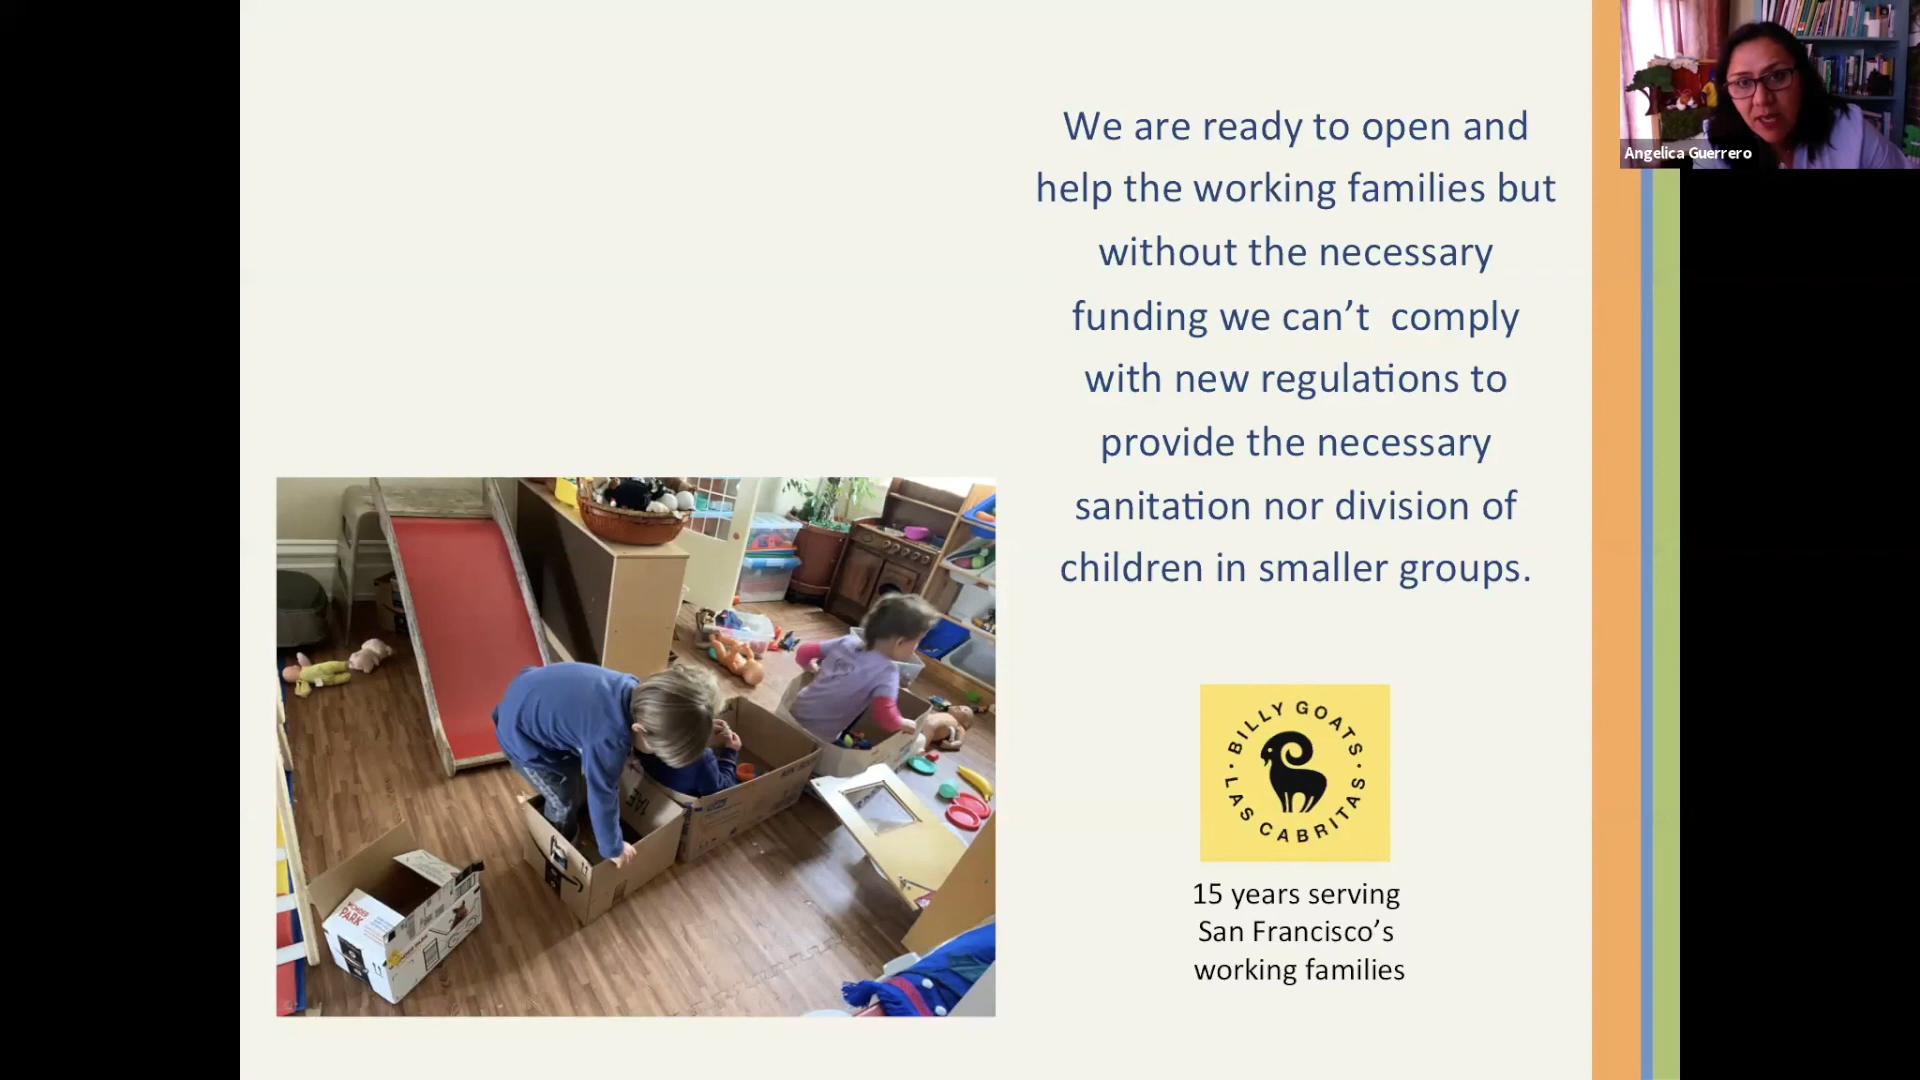 We are ready to open and
help the working families but
without the necessary
funding we can’t  comply
with new regulations to
provide the necessary
sanitation nor division of
children in smaller groups.
Angelica Guerrero
BILLY GOATS
LAS CABRITAS
15 years serving
San Francisco’s
working families
WONDER
PARK